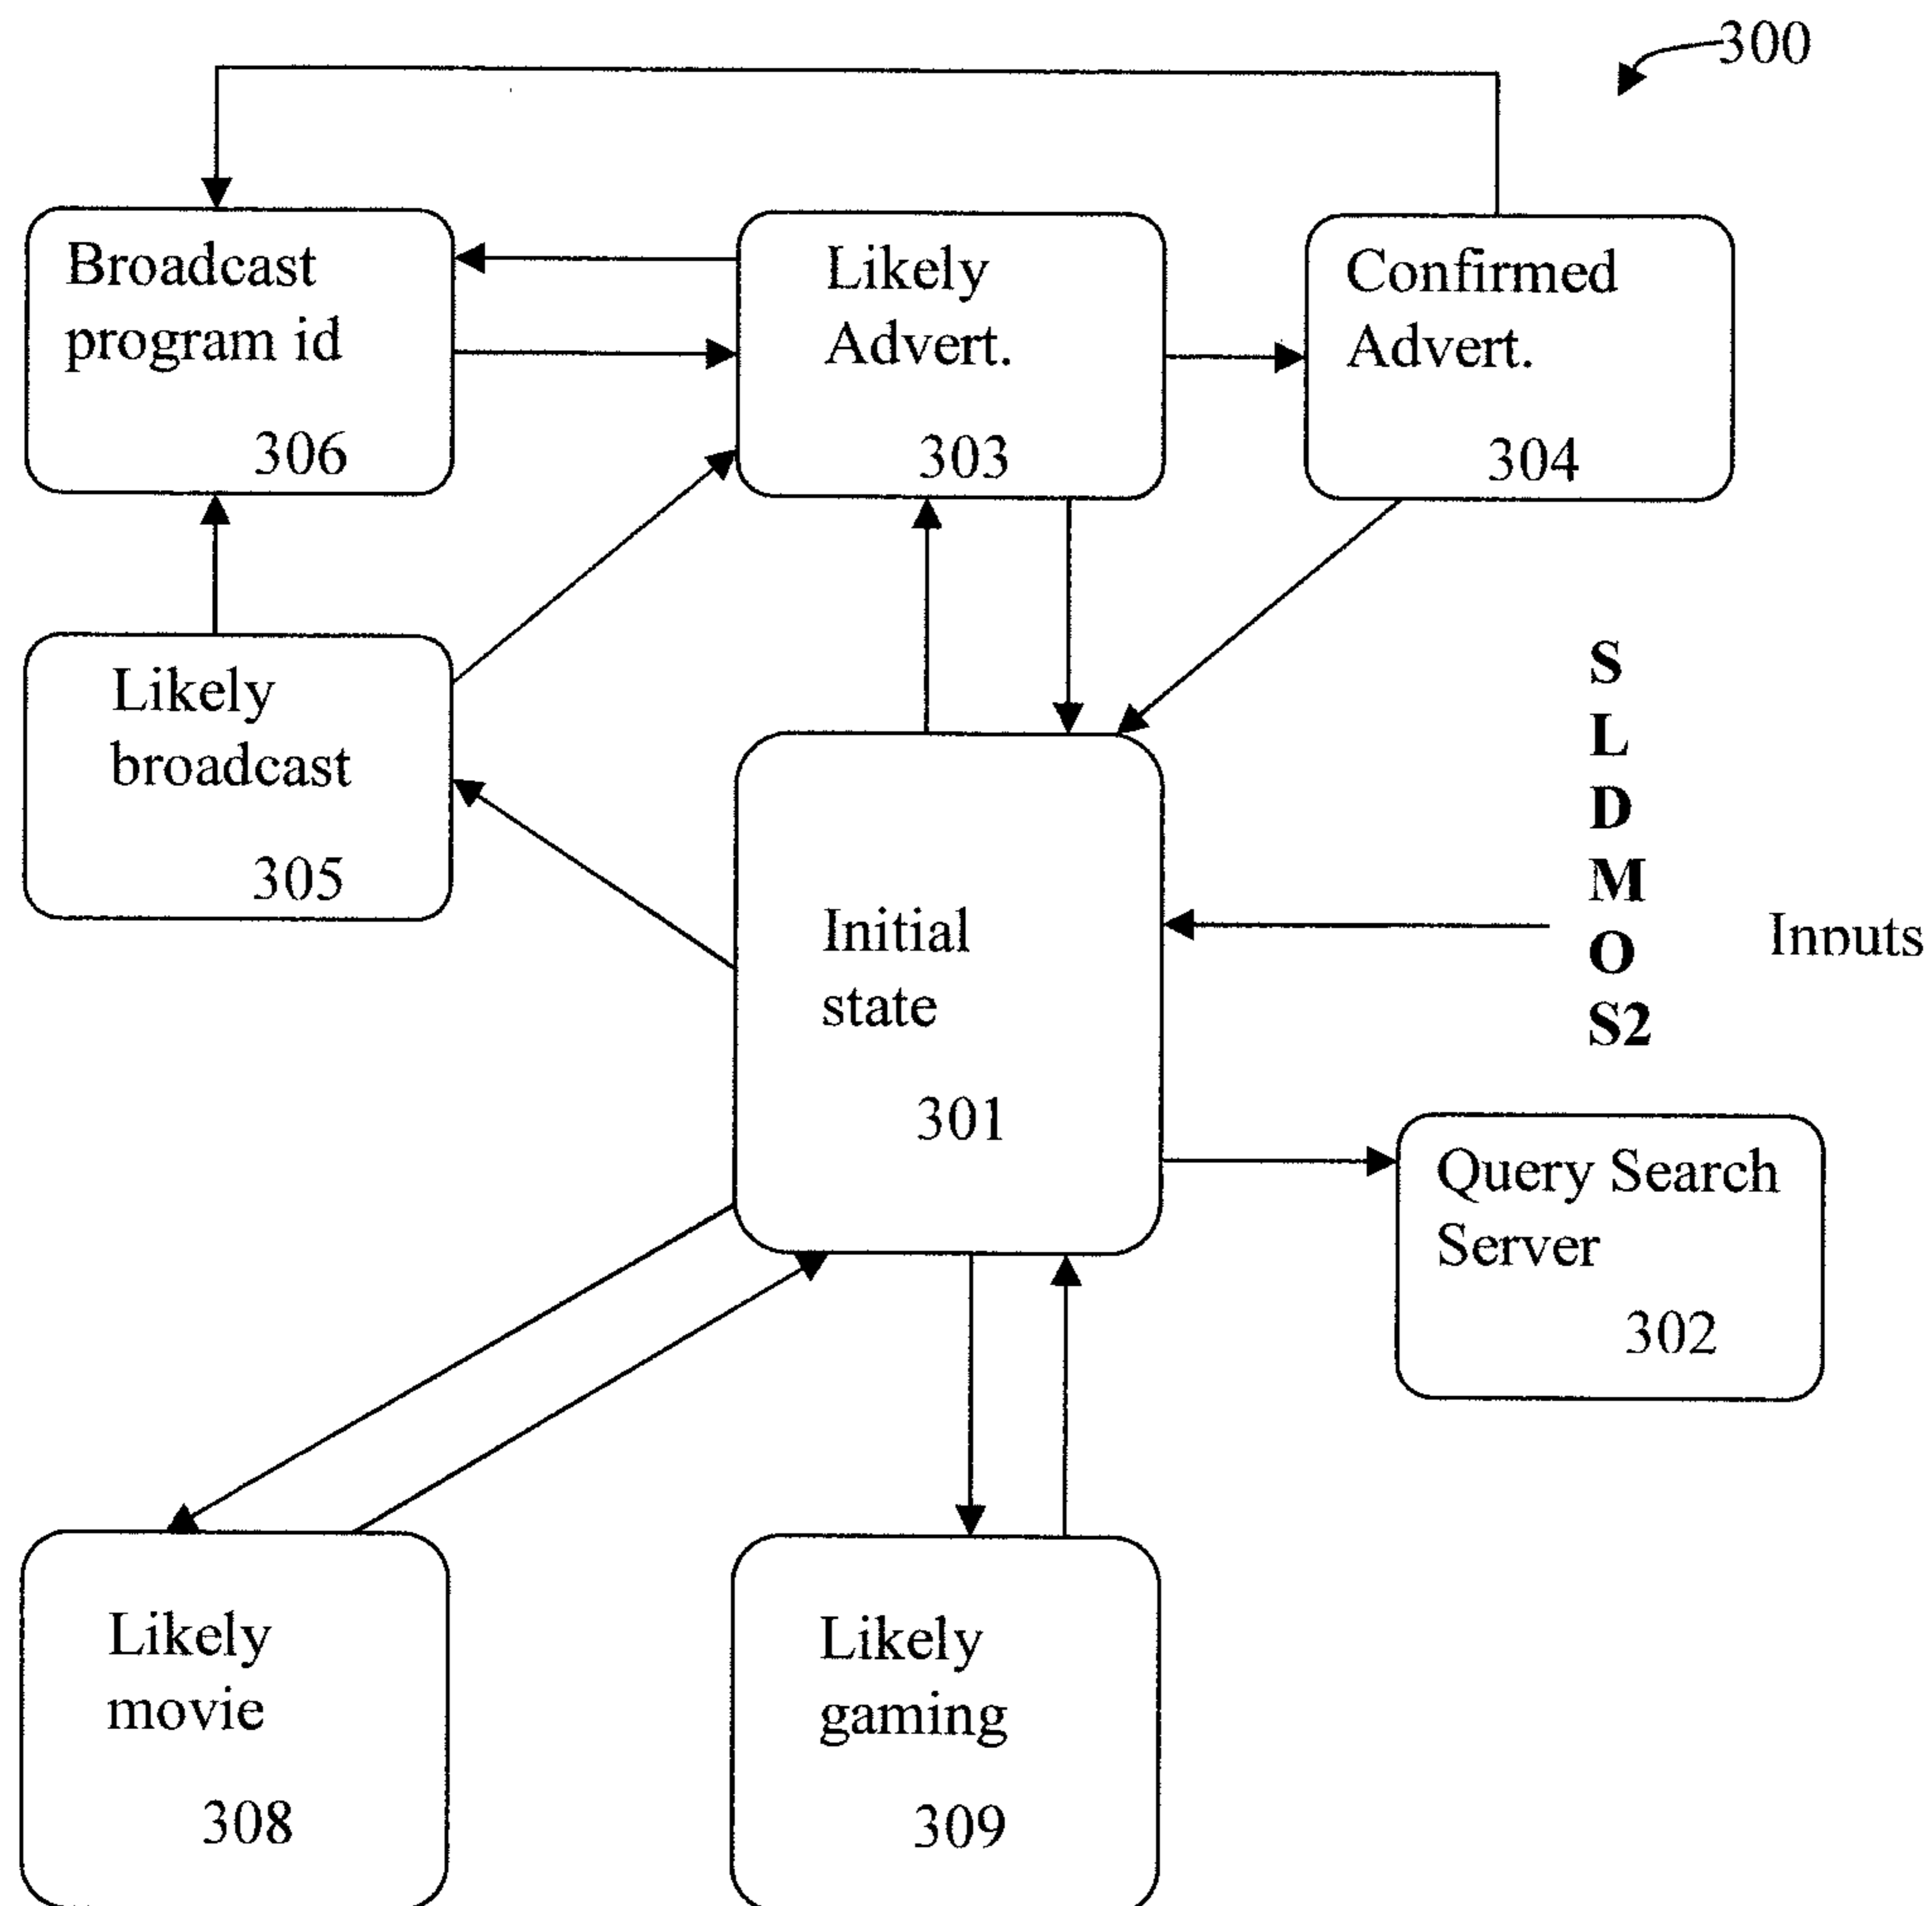 300
Broadcast
program id
306
Likely
Advert.
303
Confirmed
Advert.
304
Likely
broadcast
305
S
L
D
M
O
S2
Inputs
Initial
state
301
Query Search
Server
302
Likely
movie
308
Likely
gaming
309